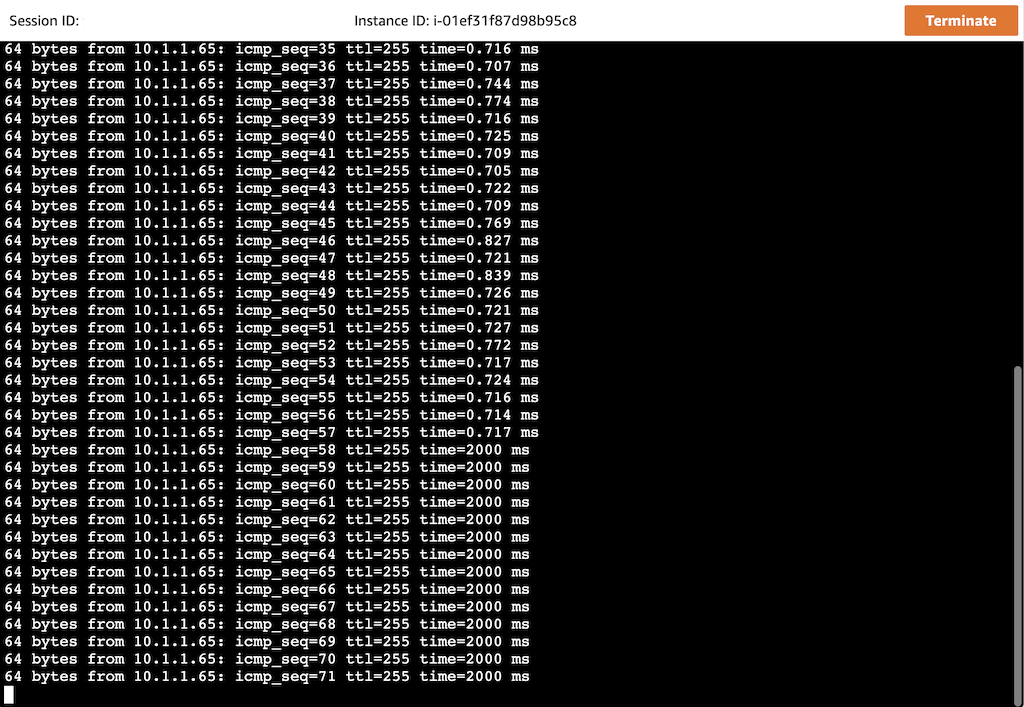 Session ID:
Instance ID: i-01ef31f87d98b95c8
Terminate
64 bytes from 10.1.1.65: icmp_seq=35 ttl=255 time=0.716 ms
64 bytes from 10.1.1.65: icmp_seq=36 ttl=255 time=0.707 ms
64 bytes from 10.1.1.65: icmp_seq=37 ttl=255 time=0.744 ms
64 bytes from 10.1.1.65: icmp_seq=38 ttl=255 time=0.774 ms
64 bytes from 10.1.1.65: icmp_seq=39 ttl=255 time=0.716 ms
64 bytes from 10.1.1.65: icmp_seq=40 ttl=255 time=0.725 ms
64 bytes from 10.1.1.65: icmp_seq=41 ttl=255 time=0.709 ms
64 bytes from 10.1.1.65: icmp_seq=42 ttl=255 time=0.705 ms
64 bytes from 10.1.1.65: icmp_seq=43 ttl=255 time=0.722 ms
64 bytes from 10.1.1.65: icmp_seq=44 ttl=255 time=0.709 ms
64 bytes from 10.1.1.65: icmp_seq=45 ttl=255 time=0.769 ms
64 bytes from 10.1.1.65: icmp_seq=46 ttl=255 time=0.827 ms
64 bytes from 10.1.1.65: icmp_seq=47 ttl=255 time=0.721 ms
64 bytes from 10.1.1.65: icmp_seq=48 ttl=255 time=0.839 ms
64 bytes from 10.1.1.65: icmp_seq=49 ttl=255 time=0.726 ms
64 bytes from 10.1.1.65: icmp_seq=50 ttl=255 time=0.721 ms
64 bytes from 10.1.1.65: icmp_seq=51 ttl=255 time=0.727 ms
64 bytes from 10.1.1.65: icmp_seq=52 ttl=255 time=0.772 ms
64 bytes from 10.1.1.65: icmp_seq=53 ttl=255 time=0.717 ms
64 bytes from 10.1.1.65: icmp_seq=54 ttl=255 time=0.724 ms
64 bytes from 10.1.1.65: icmp_seq=55 ttl=255 time=0.716 ms
64 bytes from 10.1.1.65: icmp_seq=56 ttl=255 time=0.714 ms
64 bytes from 10.1.1.65: icmp_seq=57 ttl=255 time=0.717 ms
64 bytes from 10.1.1.65: icmp_seq=58 ttl=255 time=2000 ms
64 bytes from 10.1.1.65: icmp_seq=59 ttl=255 time=2000 ms
64 bytes from 10.1.1.65: icmp_seq=60 ttl=255 time=2000 ms
64 bytes from 10.1.1.65: icmp_seq=61 ttl=255 time=2000 ms
64 bytes from 10.1.1.65: icmp_seq=62 ttl=255 time=2000 ms
64 bytes from 10.1.1.65: icmp_seq=63 ttl=255 time=2000 ms
64 bytes from 10.1.1.65: icmp_seq=64 ttl=255 time=2000 ms
64 bytes from 10.1.1.65: icmp_seq=65 ttl=255 time=2000 ms
64 bytes from 10.1.1.65: icmp_seq=66 ttl=255 time=2000 ms
64 bytes from 10.1.1.65: icmp_seq=67 ttl=255 time=2000 ms
64 bytes from 10.1.1.65: icmp_seq=68 ttl=255 time=2000 ms
64 bytes from 10.1.1.65: icmp_seq=69 ttl=255 time=2000 ms
64 bytes from 10.1.1.65: icmp_seq=70 ttl=255 time=2000 ms
64 bytes from 10.1.1.65: icmp_seq=71 ttl=255 time=2000 ms